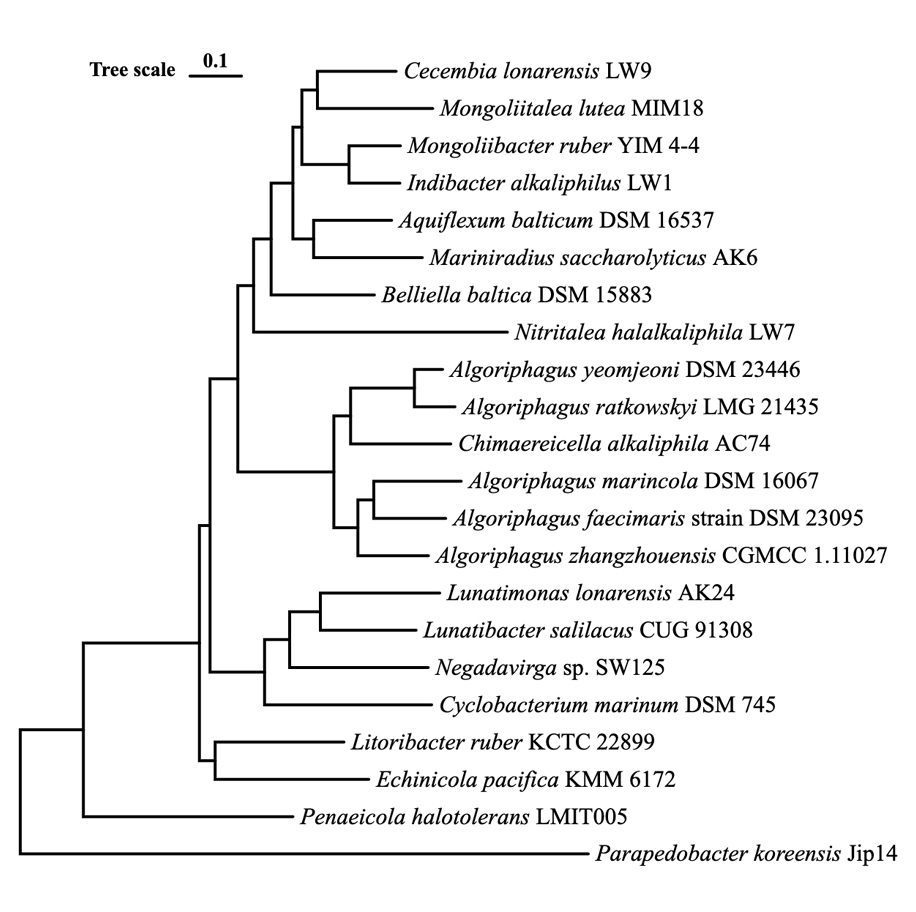 Tree scale 0.1
Cecembia lonarensis LW9
Mongoliitalea lutea MIM18
Mongoliibacter ruber YIM 4-4
Indibacter alkaliphilus LW1
Aquiflexum balticum DSM 16537
Mariniradius saccharolyticus AK6
Belliella baltica DSM 15883
Nitritalea halalkaliphila LW7
Algoriphagus yeomjeoni DSM 23446
Algoriphagus ratkowskyi LMG 21435
Chimaereicella alkaliphila AC74
Algoriphagus marincola DSM 16067
Algoriphagus faecimaris strain DSM 23095
Algoriphagus zhangzhouensis CGMCC 1.11027
Lunatimonas lonarensis AK24
Lunatibacter salilacus CUG 91308
Negadavirga sp. SW125
Cyclobacterium marinum DSM 745
Litoribacter ruber KCTC 22899
Echinicola pacifica KMM 6172
Penaeicola halotolerans LMIT005
Parapedobacter koreensis Jip14